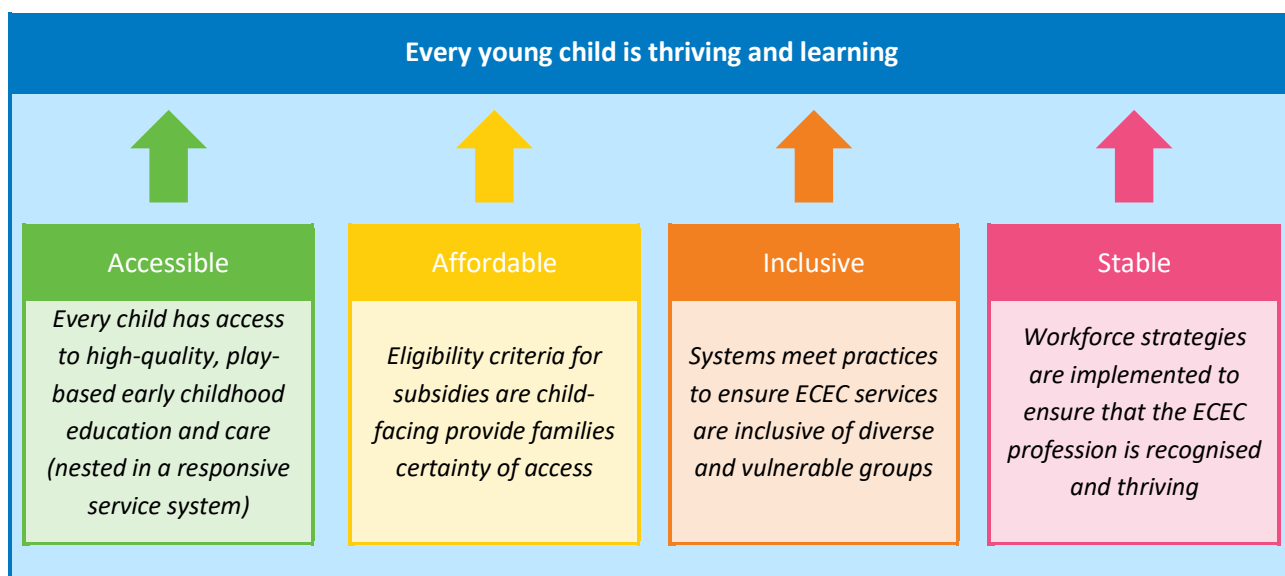 Every young child is thriving and learning
Accessible
Every child has access
to high-quality, play-
based early childhood
education and care
(nested in a responsive
service system)
Affordable
Eligibility criteria for
subsidies are child-
facing provide families
certainty of access
Inclusive
Systems meet practices
to ensure ECEC services
are inclusive of diverse
and vulnerable groups
Stable
Workforce strategies
are implemented to
ensure that the ECEC
profession is recognised
and thriving